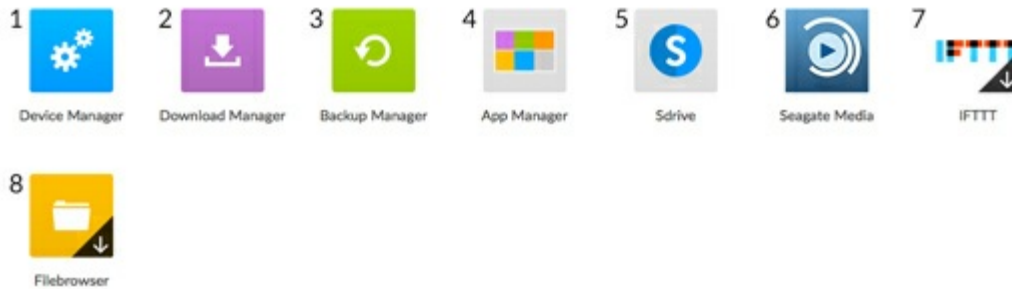 1 2 3 4 5 6 7
S
IFTTT
Device Manager Download Manager Backup Manager App Manager Sdrive Seagate Media IFTTT
8
Filebrowser